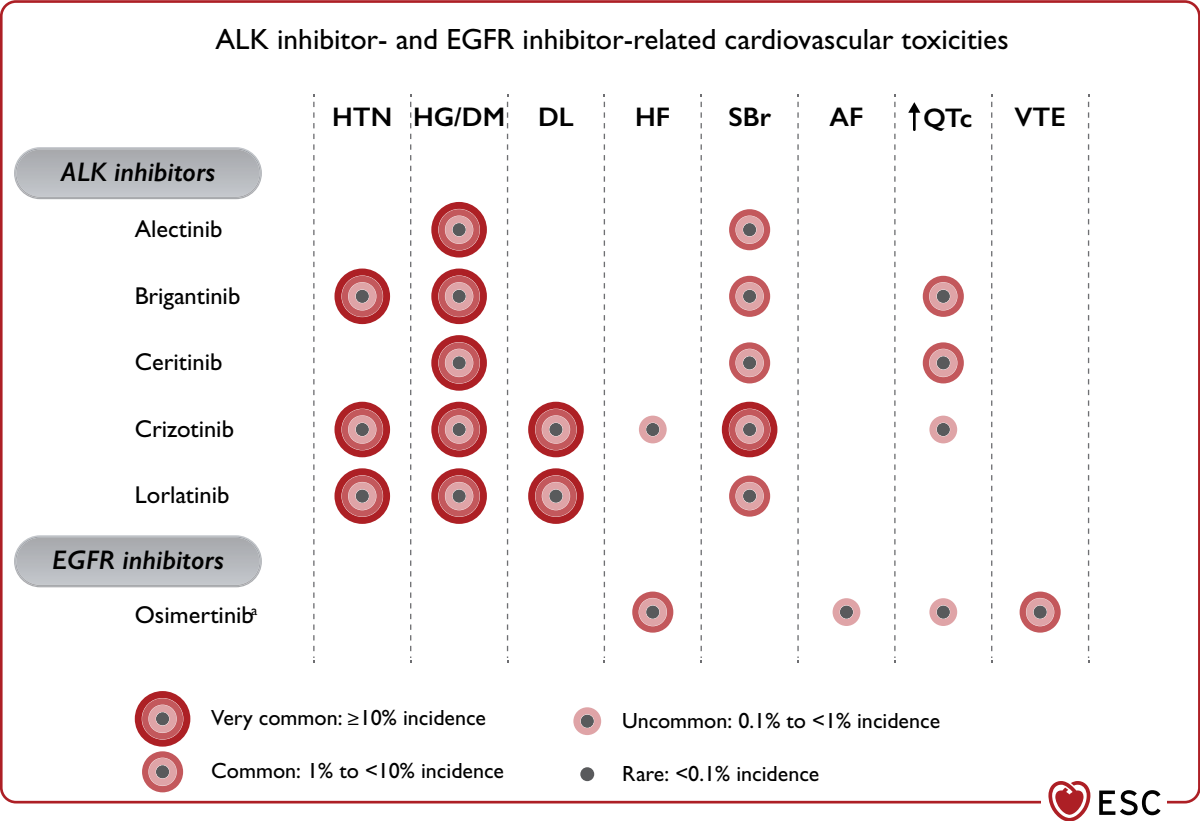 ALK inhibitor- and EGFR inhibitor-related cardiovascular toxicities
HTN HG/DM DL HF SBr AF ↑QTc VTE
ALK inhibitors
Alectinib
Brigantinib
Ceritinib
Crizotinib
Lorlatinib
EGFR inhibitors
Osimertinibª
Very common: ≥10% incidence
Uncommon: 0.1% to <1% incidence
Common: 1% to <10% incidence
Rare: <0.1% incidence
ESC